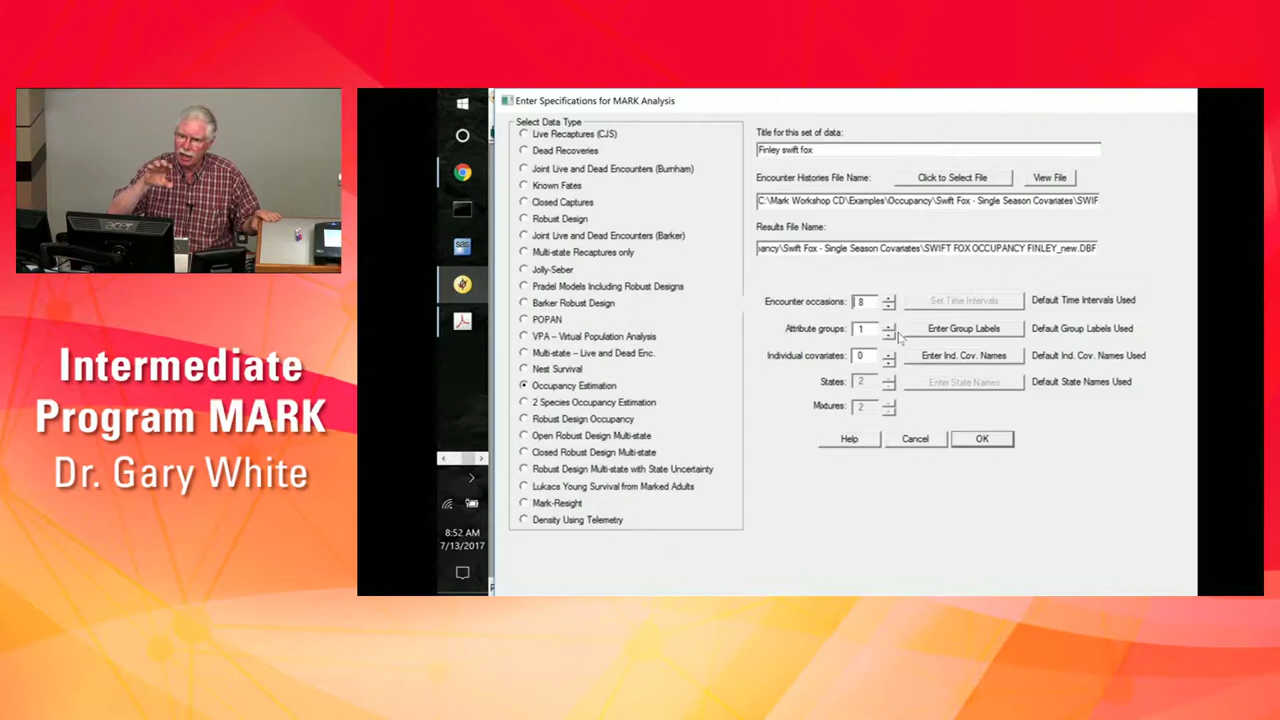 Intermediate
Program MARK
Dr. Gary White
acer
sas
8:52 AM
7/13/2017
Enter Specifications for MARK Analysis
Select Data Type
Live Recaptures (CJS)
Dead Recoveries
Joint Live and Dead Encounters (Burnham)
Known Fates
Closed Captures
Robust Design
Joint Live and Dead Encounters (Barker)
Multi-state Recaptures only
Jolly-Seber
Pradel Models Including Robust Designs
Barker Robust Design
POPAN
VPA – Virtual Population Analysis
Multi-state – Live and Dead Enc.
Nest Survival
Occupancy Estimation
2 Species Occupancy Estimation
Robust Design Occupancy
Open Robust Design Multi-state
Closed Robust Design Multi-state
Robust Design Multi-state with State Uncertainty
Lukacs Young Survival from Marked Adults
Mark-Resight
Density Using Telemetry
Title for this set of data:
Finley swift fox
Encounter Histories File Name: Click to Select File View File
C:\Mark Workshop CD\Examples\Occupancy\Swift Fox - Single Season Covariates\SWIF
Results File Name:
pancy\Swift Fox - Single Season Covariates\SWIFT FOX OCCUPANCY FINLEY_new.DBF
Encounter occasions: 8 Set Time Intervals Default Time Intervals Used
Attribute groups: 1 Enter Group Labels Default Group Labels Used
Individual covariates: 0 Enter Ind. Cov. Names Default Ind. Cov. Names Used
States: 2 Enter State Names Default State Names Used
Mixtures: 2
Help Cancel OK